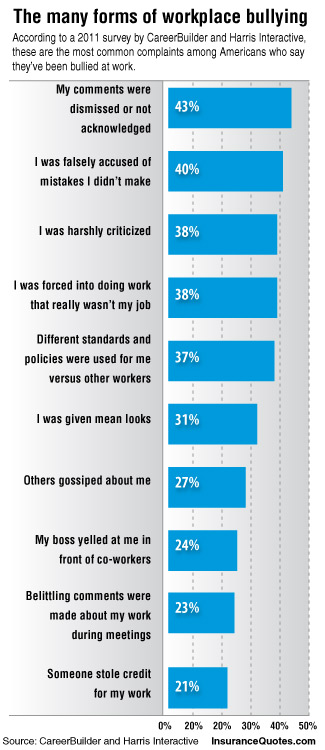 The many forms of workplace bullying
According to a 2011 survey by CareerBuilder and Harris Interactive,
these are the most common complaints among Americans who say
they've been bullied at work.
My comments were
dismissed or not
acknowledged
43%
I was falsely accused of
mistakes I didn't make
40%
I was harshly criticized
38%
I was forced into doing work
that really wasn't my job
38%
Different standards and
policies were used for me
versus other workers
37%
I was given mean looks
31%
Others gossiped about me
27%
My boss yelled at me in
front of co-workers
24%
Belittling comments were
made about my work
during meetings
23%
Someone stole credit
for my work
21%
0% 10% 20% 30% 40% 50%
Source: CareerBuilder and Harris Interactive InsuranceQuotes.com